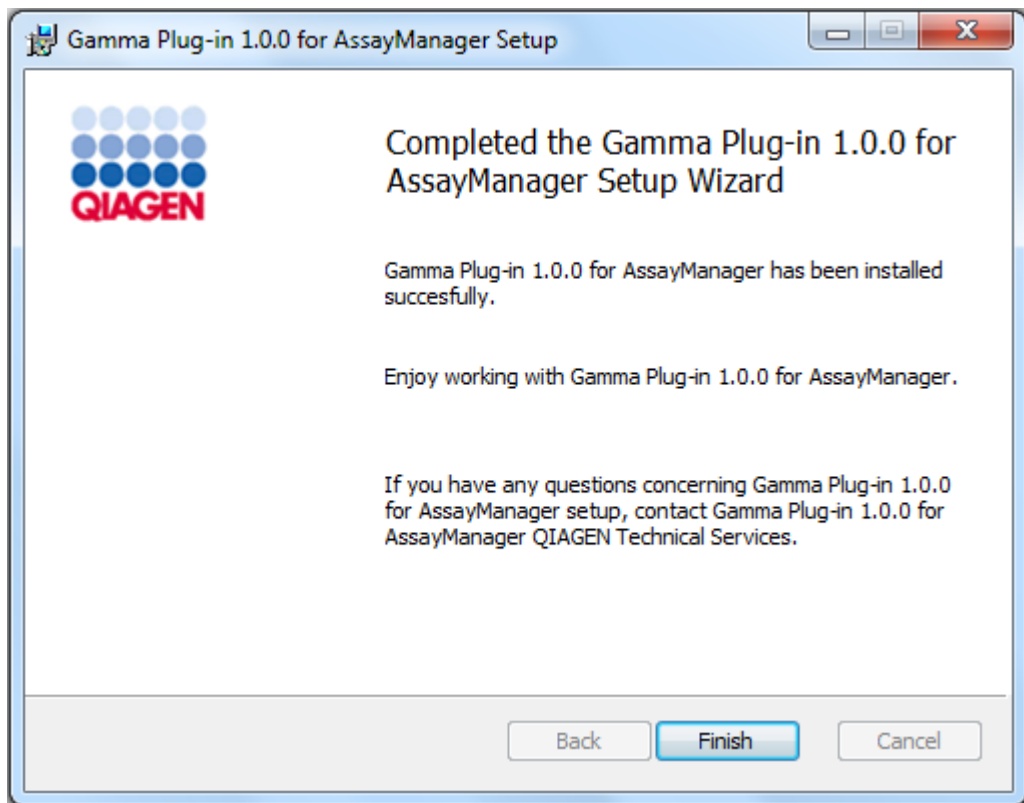 Gamma Plug-in 1.0.0 for AssayManager Setup
QIAGEN
Completed the Gamma Plug-in 1.0.0 for
AssayManager Setup Wizard
Gamma Plug-in 1.0.0 for AssayManager has been installed
succesfully.
Enjoy working with Gamma Plug-in 1.0.0 for AssayManager.
If you have any questions concerning Gamma Plug-in 1.0.0
for AssayManager setup, contact Gamma Plug-in 1.0.0 for
AssayManager QIAGEN Technical Services.
Back Finish Cancel